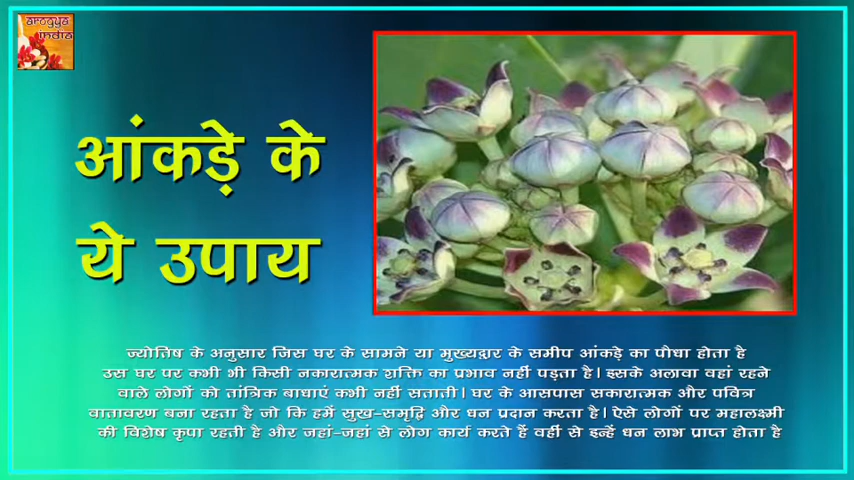 arogya
india
आंकड़े के
ये उपाय
ज्योतिष के अनुसार जिस घर के सामने या मुख्यद्वार के समीप आंकड़े का पौधा होता है
उस घर पर कभी भी किसी नकारात्मक शक्ति का प्रभाव नहीं पड़ता है। इसके अलावा वहां रहने
वाले लोगों को तांत्रिक बाधाएं कभी नहीं सताती। घर के आसपास सकारात्मक और पवित्र
वातावरण बना रहता है जो कि हमें सुख-समृद्धि और धन प्रदान करता है। ऐसे लोगों पर महालक्ष्मी
की विशेष कृपा रहती है और जहां-जहां से लोग कार्य करते हैं वहीं से इन्हें धन लाभ प्राप्त होता है